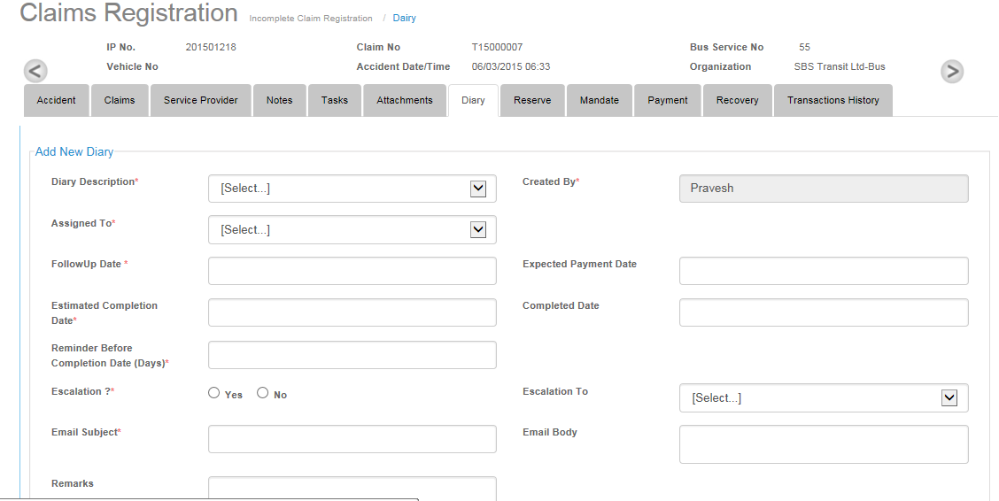 Claims Registration Incomplete Claim Registration / Dairy
IP No. 201501218 Claim No T15000007 Bus Service No 55
Vehicle No Accident Date/Time 06/03/2015 06:33 Organization SBS Transit Ltd-Bus
< >
Accident Claims Service Provider Notes Tasks Attachments Diary Reserve Mandate Payment Recovery Transactions History
Add New Diary
Diary Description* [Select...] Created By* Pravesh
Assigned To* [Select...]
FollowUp Date * Expected Payment Date
Estimated Completion Completed Date
Date*
Reminder Before
Completion Date (Days)*
Escalation ?* Yes No Escalation To [Select...]
Email Subject* Email Body
Remarks